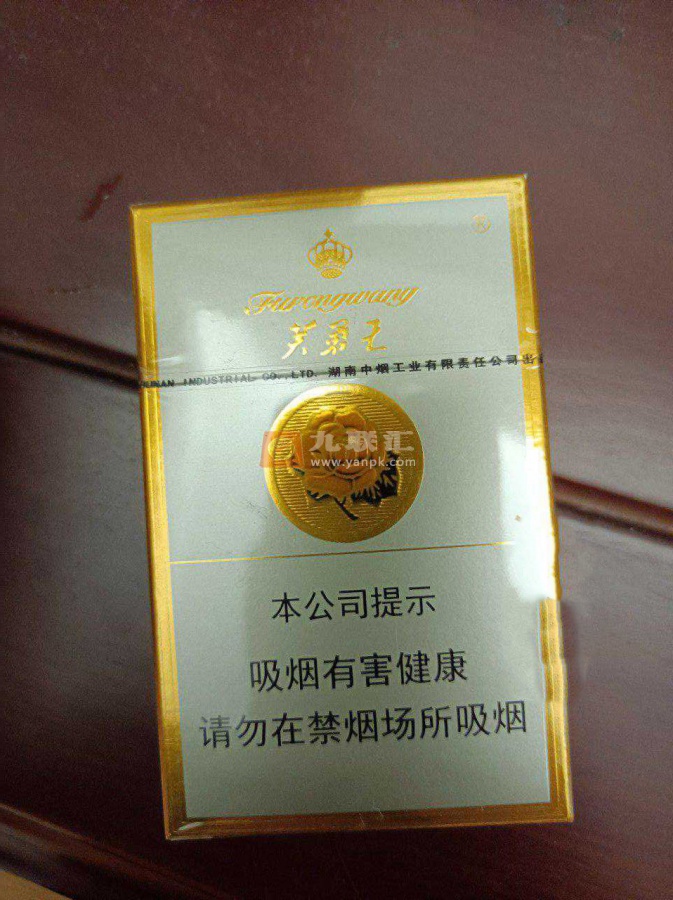 Furongwang
芙蓉王
HUNAN INDUSTRIAL CO.,LTD. 湖南中烟工业有限责任公司出
九联汇
www.yanpk.com
本公司提示
吸烟有害健康
请勿在禁烟场所吸烟